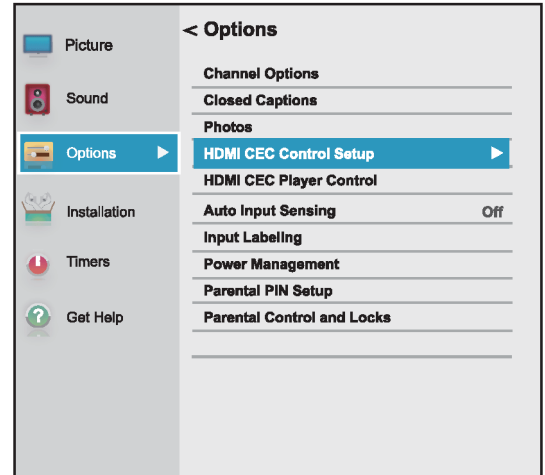 Picture
Sound
Options
Installation
Timers
Get Help
< Options
Channel Options
Closed Captions
Photos
HDMI CEC Control Setup
HDMI CEC Player Control
Auto Input Sensing Off
Input Labeling
Power Management
Parental PIN Setup
Parental Control and Locks